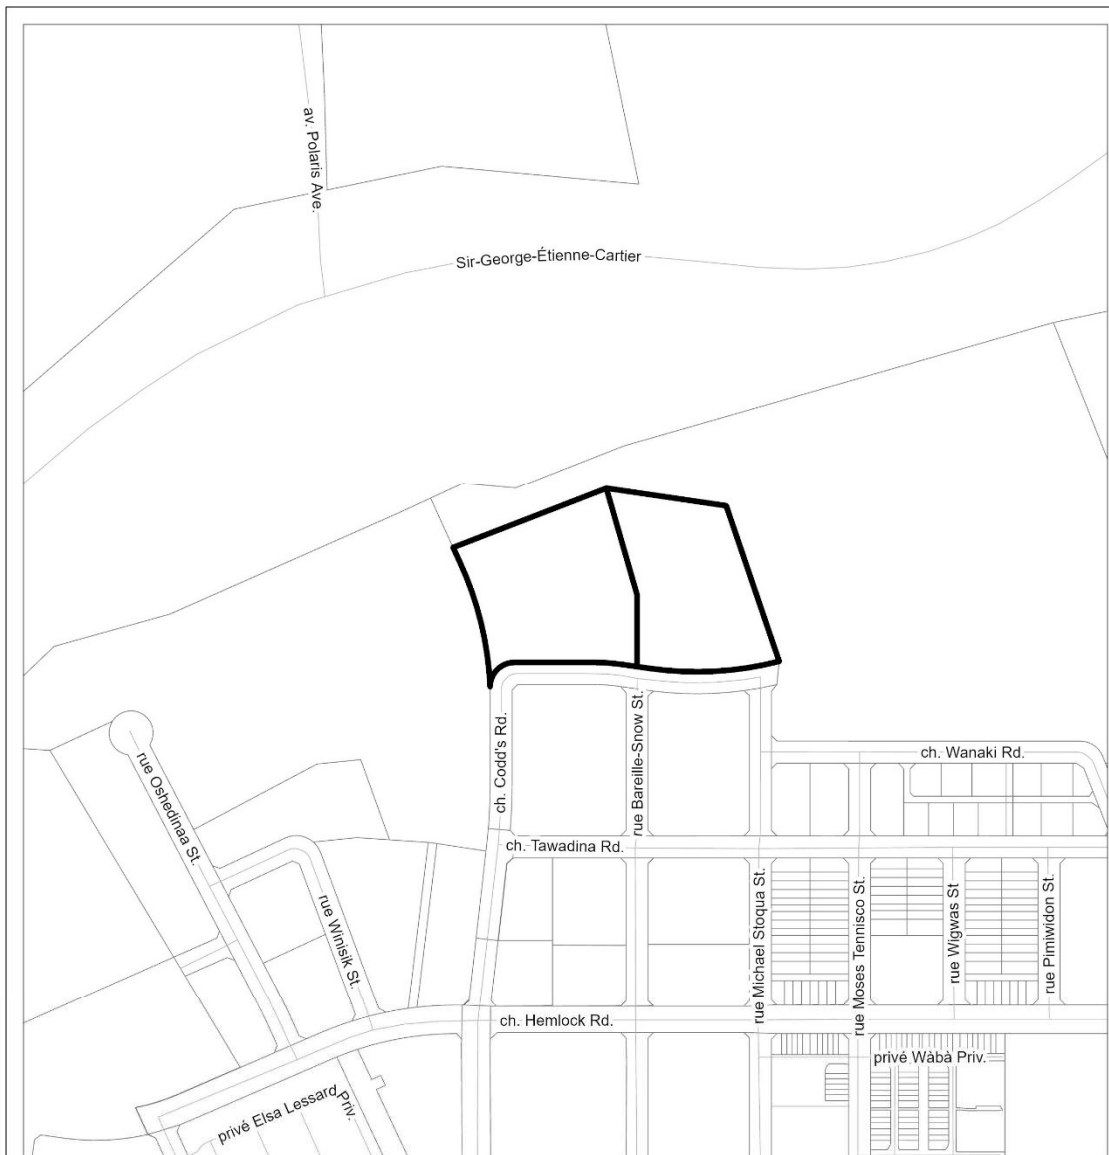 av. Polaris Ave.
Sir-George-Étienne-Cartier
ch. Codd's Rd.
rue Bareille-Snow St.
ch. Wanaki Rd.
rue Oshedinaa St.
ch. Tawadina Rd.
rue Winisik St.
rue Michael Stoqua St.
rue Moses Tennisco St.
rue Wigwas St
rue Pimiwidon St.
ch. Hemlock Rd.
privé Wàbà Priv.
privé Elsa Lessard Priv.